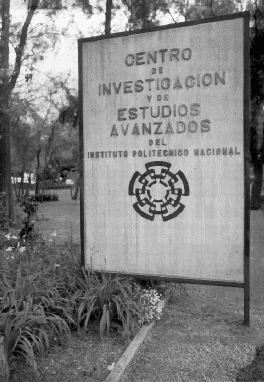 CENTRO
DE
INVESTIGACION
Y DE
ESTUDIOS
AVANZADOS
DEL
INSTITUTO POLITECNICO NACIONAL